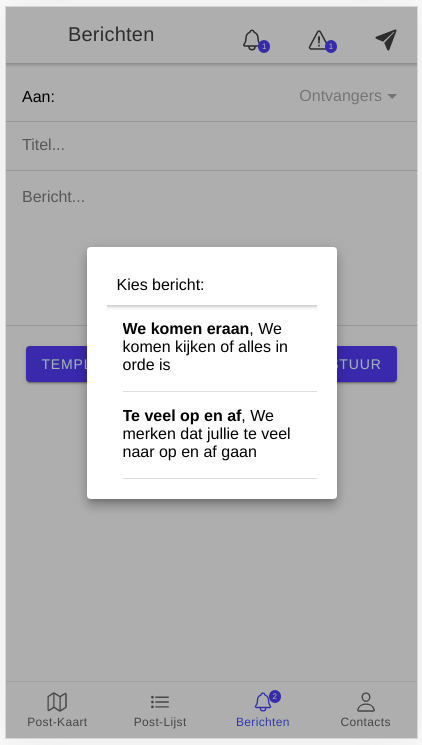 Berichten
1
1
Aan:
Ontvangers
Titel...
Bericht...
Kies bericht:
We komen eraan, We
komen kijken of alles in
orde is
TEMPL
STUUR
Te veel op en af, We
merken dat jullie te veel
naar op en af gaan
2
Post-Kaart
Post-Lijst
Berichten
Contacts